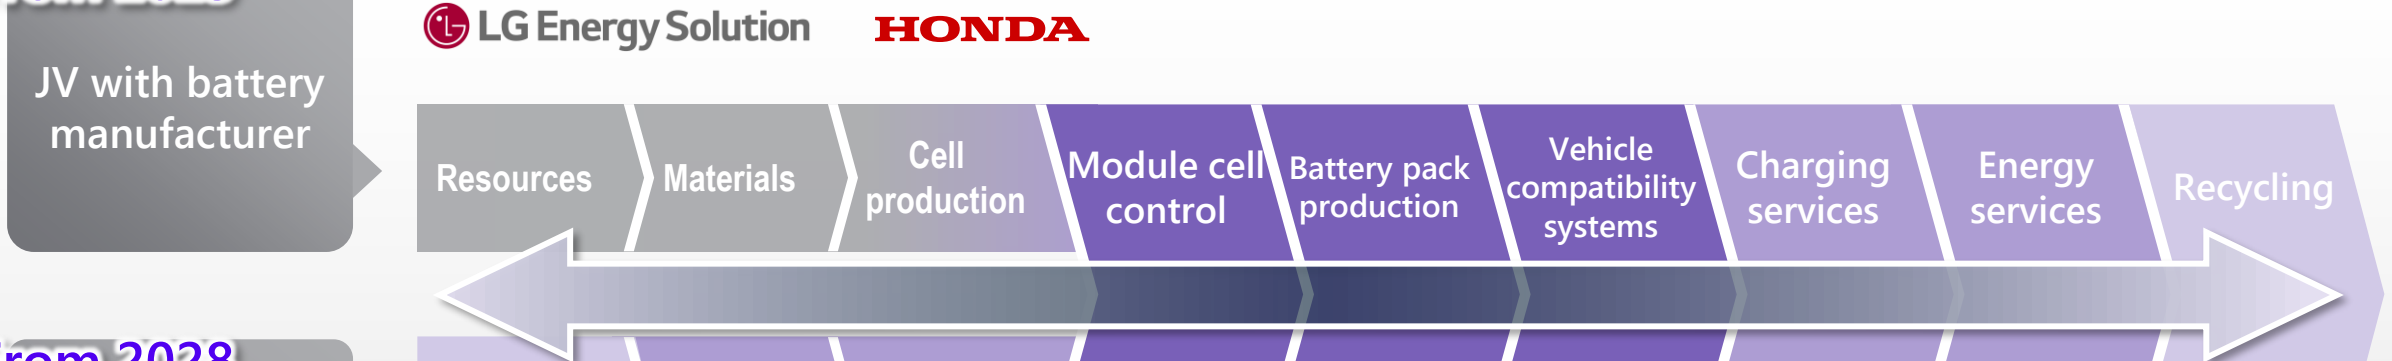 LG Energy Solution
HONDA
JV with battery
manufacturer
Resources
Materials
Cell
production
Module cell
control
Battery pack
production
Vehicle
compatibility
systems
Charging
services
Energy
services
Recycling
from 2028